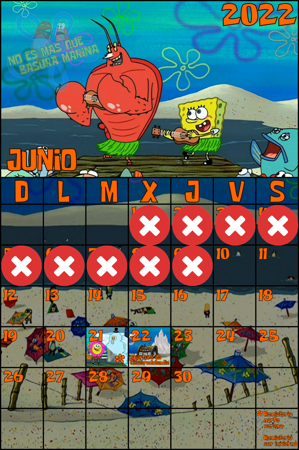 2022
NO ES MAS QUE
BASURA MARINA
JUNIO
D L M X J V S
10 11
12 13 14 15 16 17 18
19 20 21 22 23 24 25
26 27 28 29 30